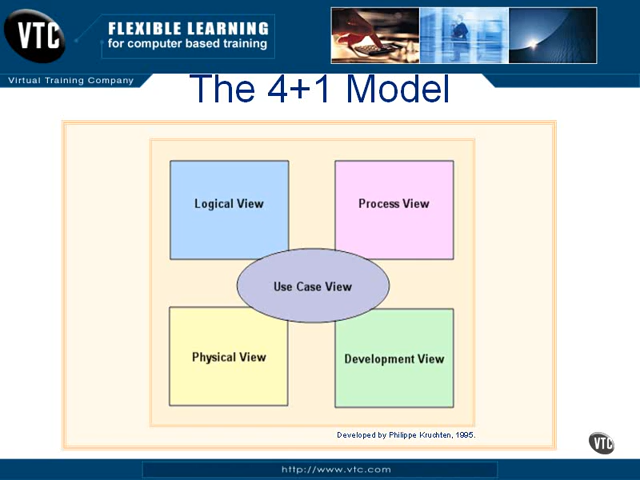 VTC
FLEXIBLE LEARNING
for computer based training
Virtual Training Company
The 4+1 Model
Logical View
Process View
Use Case View
Physical View
Development View
Developed by Philippe Kruchten, 1995.
VTC
http://www.vtc.com